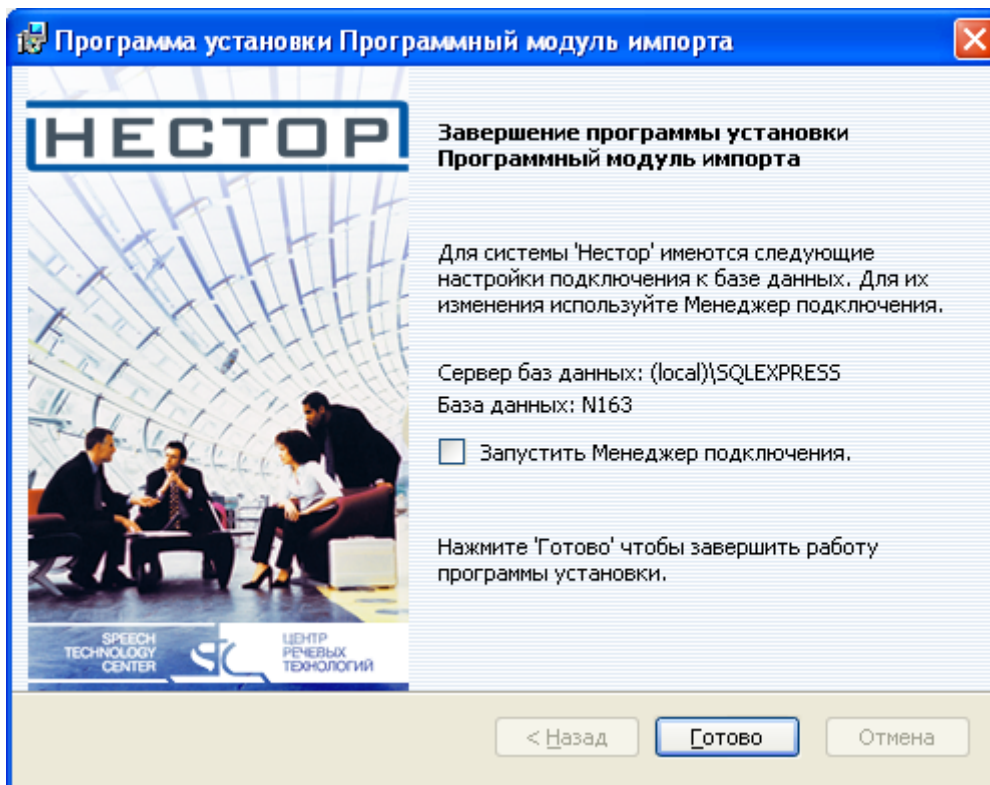 Программа установки Программный модуль импорта
НЕСТОР
Завершение программы установки
Программный модуль импорта
Для системы 'Нестор' имеются следующие
настройки подключения к базе данных. Для их
изменения используйте Менеджер подключения.
Сервер баз данных: (local)\SQLEXPRESS
База данных: N163
Запустить Менеджер подключения.
Нажмите 'Готово' чтобы завершить работу
программы установки.
SPEECH
TECHNOLOGY
CENTER
ЦЕНТР
РЕЧЕВЫХ
ТЕХНОЛОГИЙ
< Назад
Готово
Отмена